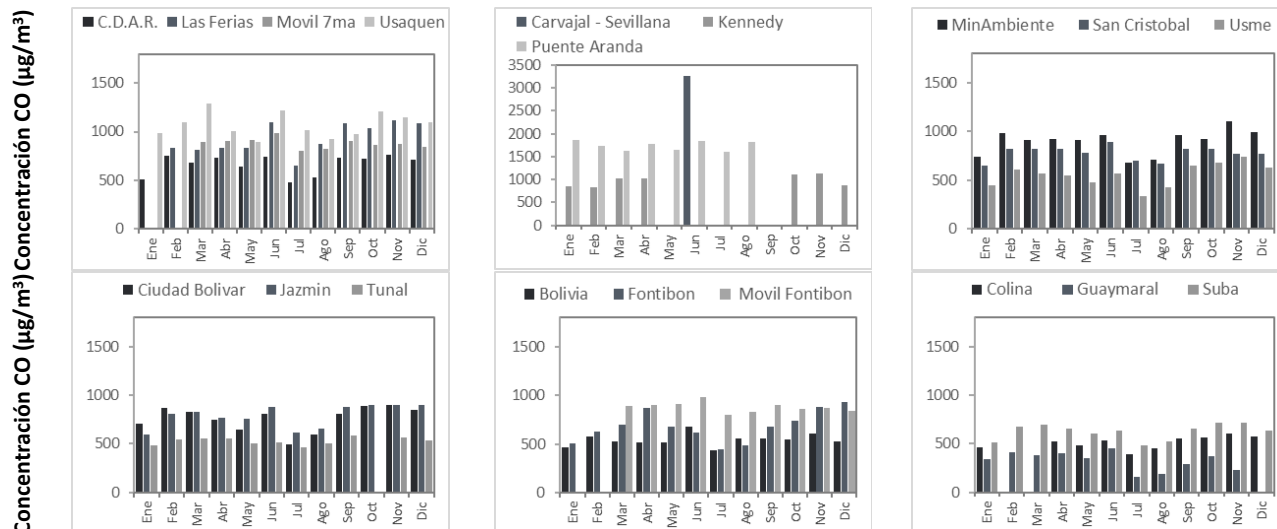 Concentración CO (µg/m³)
C.D.A.R. Las Ferias Movil 7ma Usaquen
1500
1000
500
0
Ene Feb Mar Abr May Jun Jul Ago Sep Oct Nov Dic
Carvajal - Sevillana Kennedy
Puente Aranda
3500
3000
2500
2000
1500
1000
500
0
Ene Feb Mar Abr May Jun Jul Ago Sep Oct Nov Dic
MinAmbiente San Cristobal Usme
1500
1000
500
0
Ene Feb Mar Abr May Jun Jul Ago Sep Oct Nov Dic
Concentración CO (µg/m³)
Ciudad Bolivar Jazmin Tunal
1500
1000
500
0
Ene Feb Mar Abr May Jun Jul Ago Sep Oct Nov Dic
Bolivia Fontibon Movil Fontibon
1500
1000
500
0
Ene Feb Mar Abr May Jun Jul Ago Sep Oct Nov Dic
Colina Guaymaral Suba
1500
1000
500
0
Ene Feb Mar Abr May Jun Jul Ago Sep Oct Nov Dic